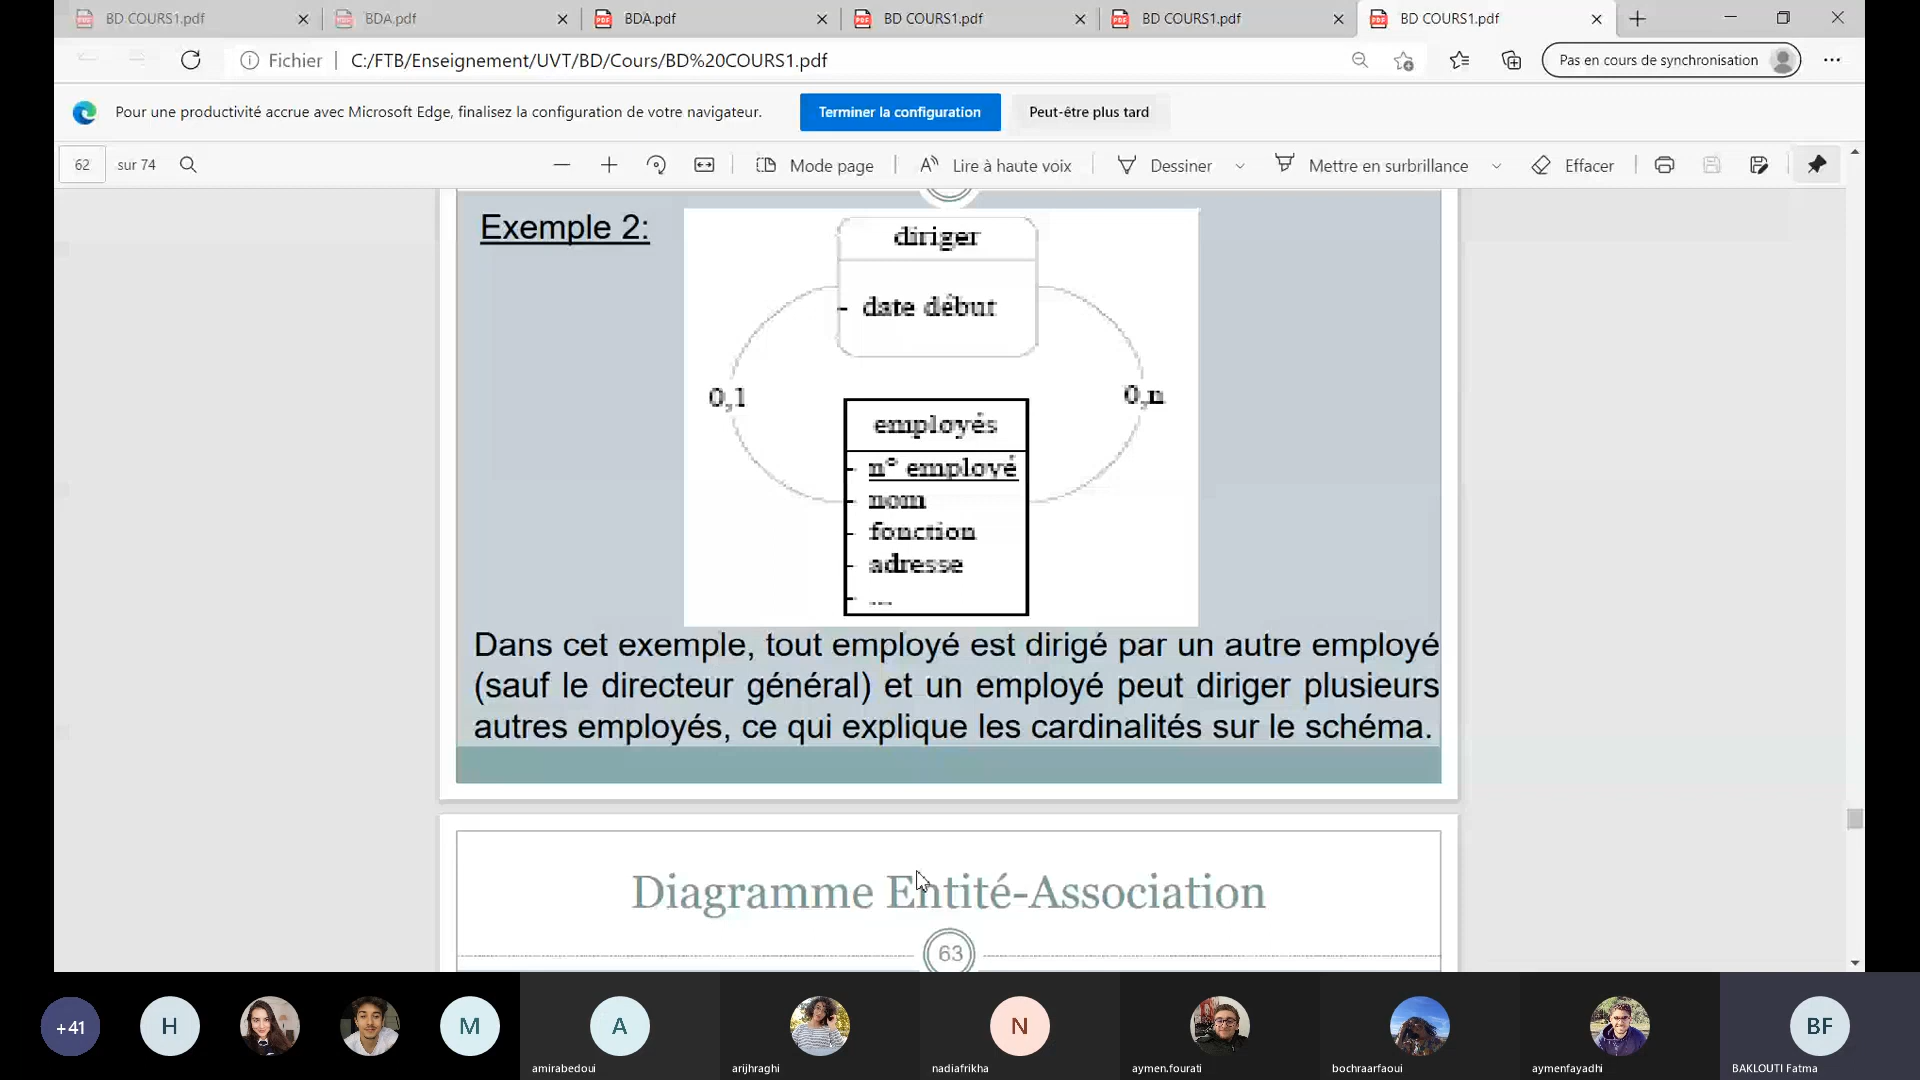 BD COURS1.pdf
BDA.pdf
BDA.pdf
BD COURS1.pdf
BD COURS1.pdf
BD COURS1.pdf
Fichier
C:/FTB/Enseignement/UVT/BD/Cours/BD%20COURS1.pdf
Pas en cours de synchronisation
Pour une productivité accrue avec Microsoft Edge, finalisez la configuration de votre navigateur.
Terminer la configuration
Peut-être plus tard
62 sur 74
Mode page
Lire à haute voix
Dessiner
Mettre en surbrillance
Effacer
Exemple 2:
diriger
- date début
0,1
0,n
employés
- n° employé
- nom
- fonction
- adresse
- ...
Dans cet exemple, tout employé est dirigé par un autre employé
(sauf le directeur général) et un employé peut diriger plusieurs
autres employés, ce qui explique les cardinalités sur le schéma.
Diagramme Entité-Association
63
+41
H
M
A
N
BF
amirabedoui
arijhraghi
nadiafrikha
aymen.fourati
bochraarfaoui
aymenfayadhi
BAKLOUTI Fatma